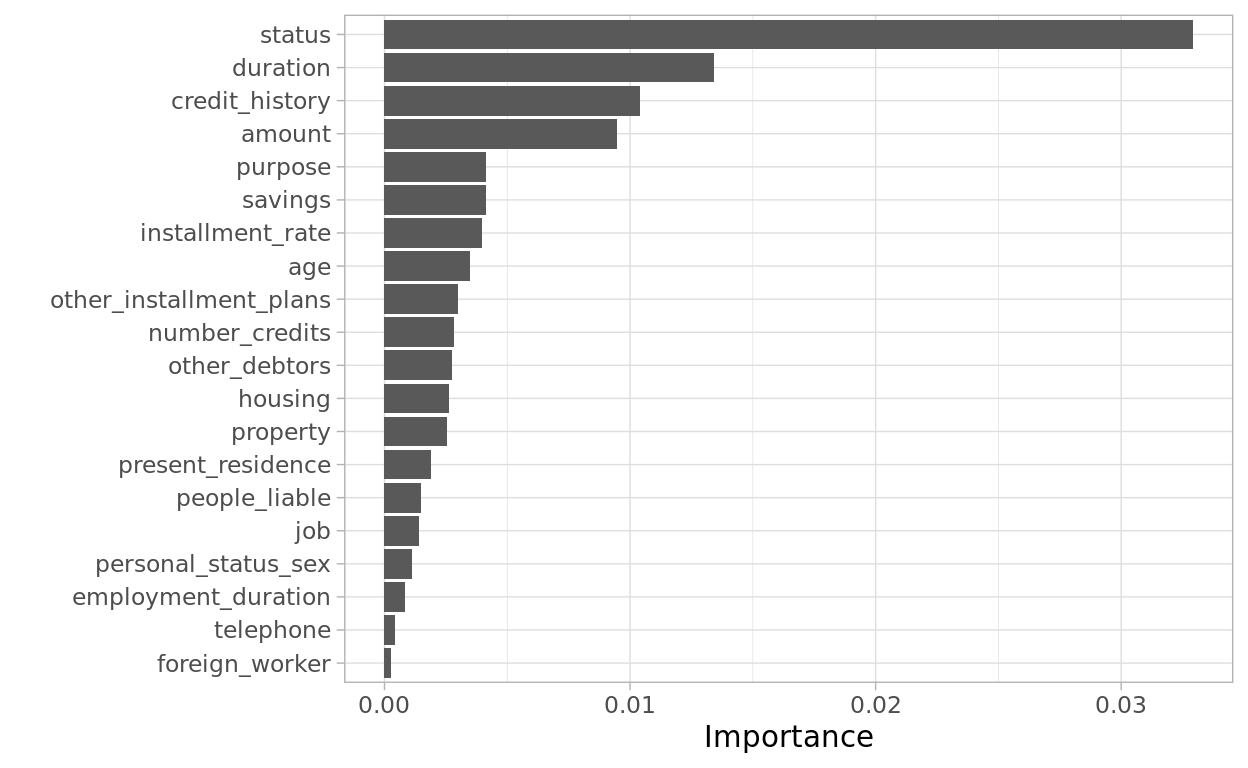 status
duration
credit_history
amount
purpose
savings
installment_rate
age
other_installment_plans
number_credits
other_debtors
housing
property
present_residence
people_liable
job
personal_status_sex
employment_duration
telephone
foreign_worker
0.00 0.01 0.02 0.03
Importance